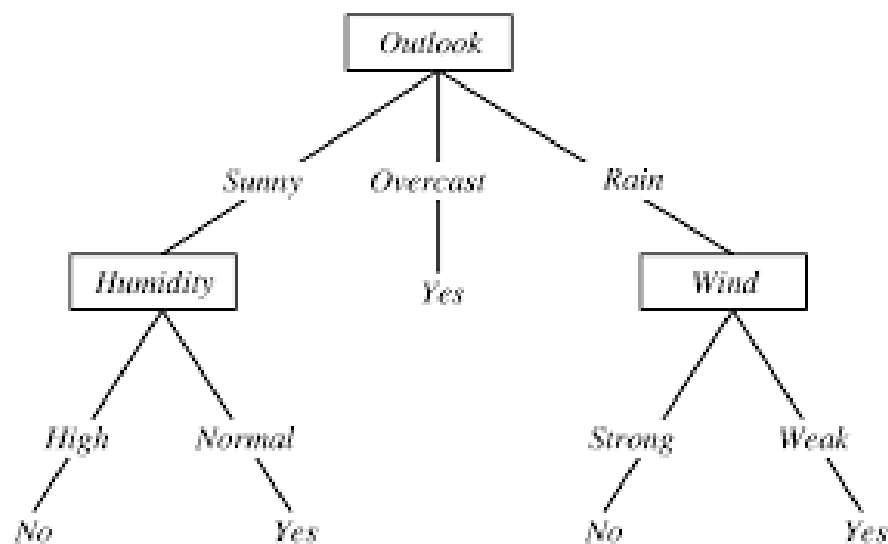 Outlook
Sunny Overcast Rain
Humidity Yes Wind
High Normal Strong Weak
No Yes No Yes